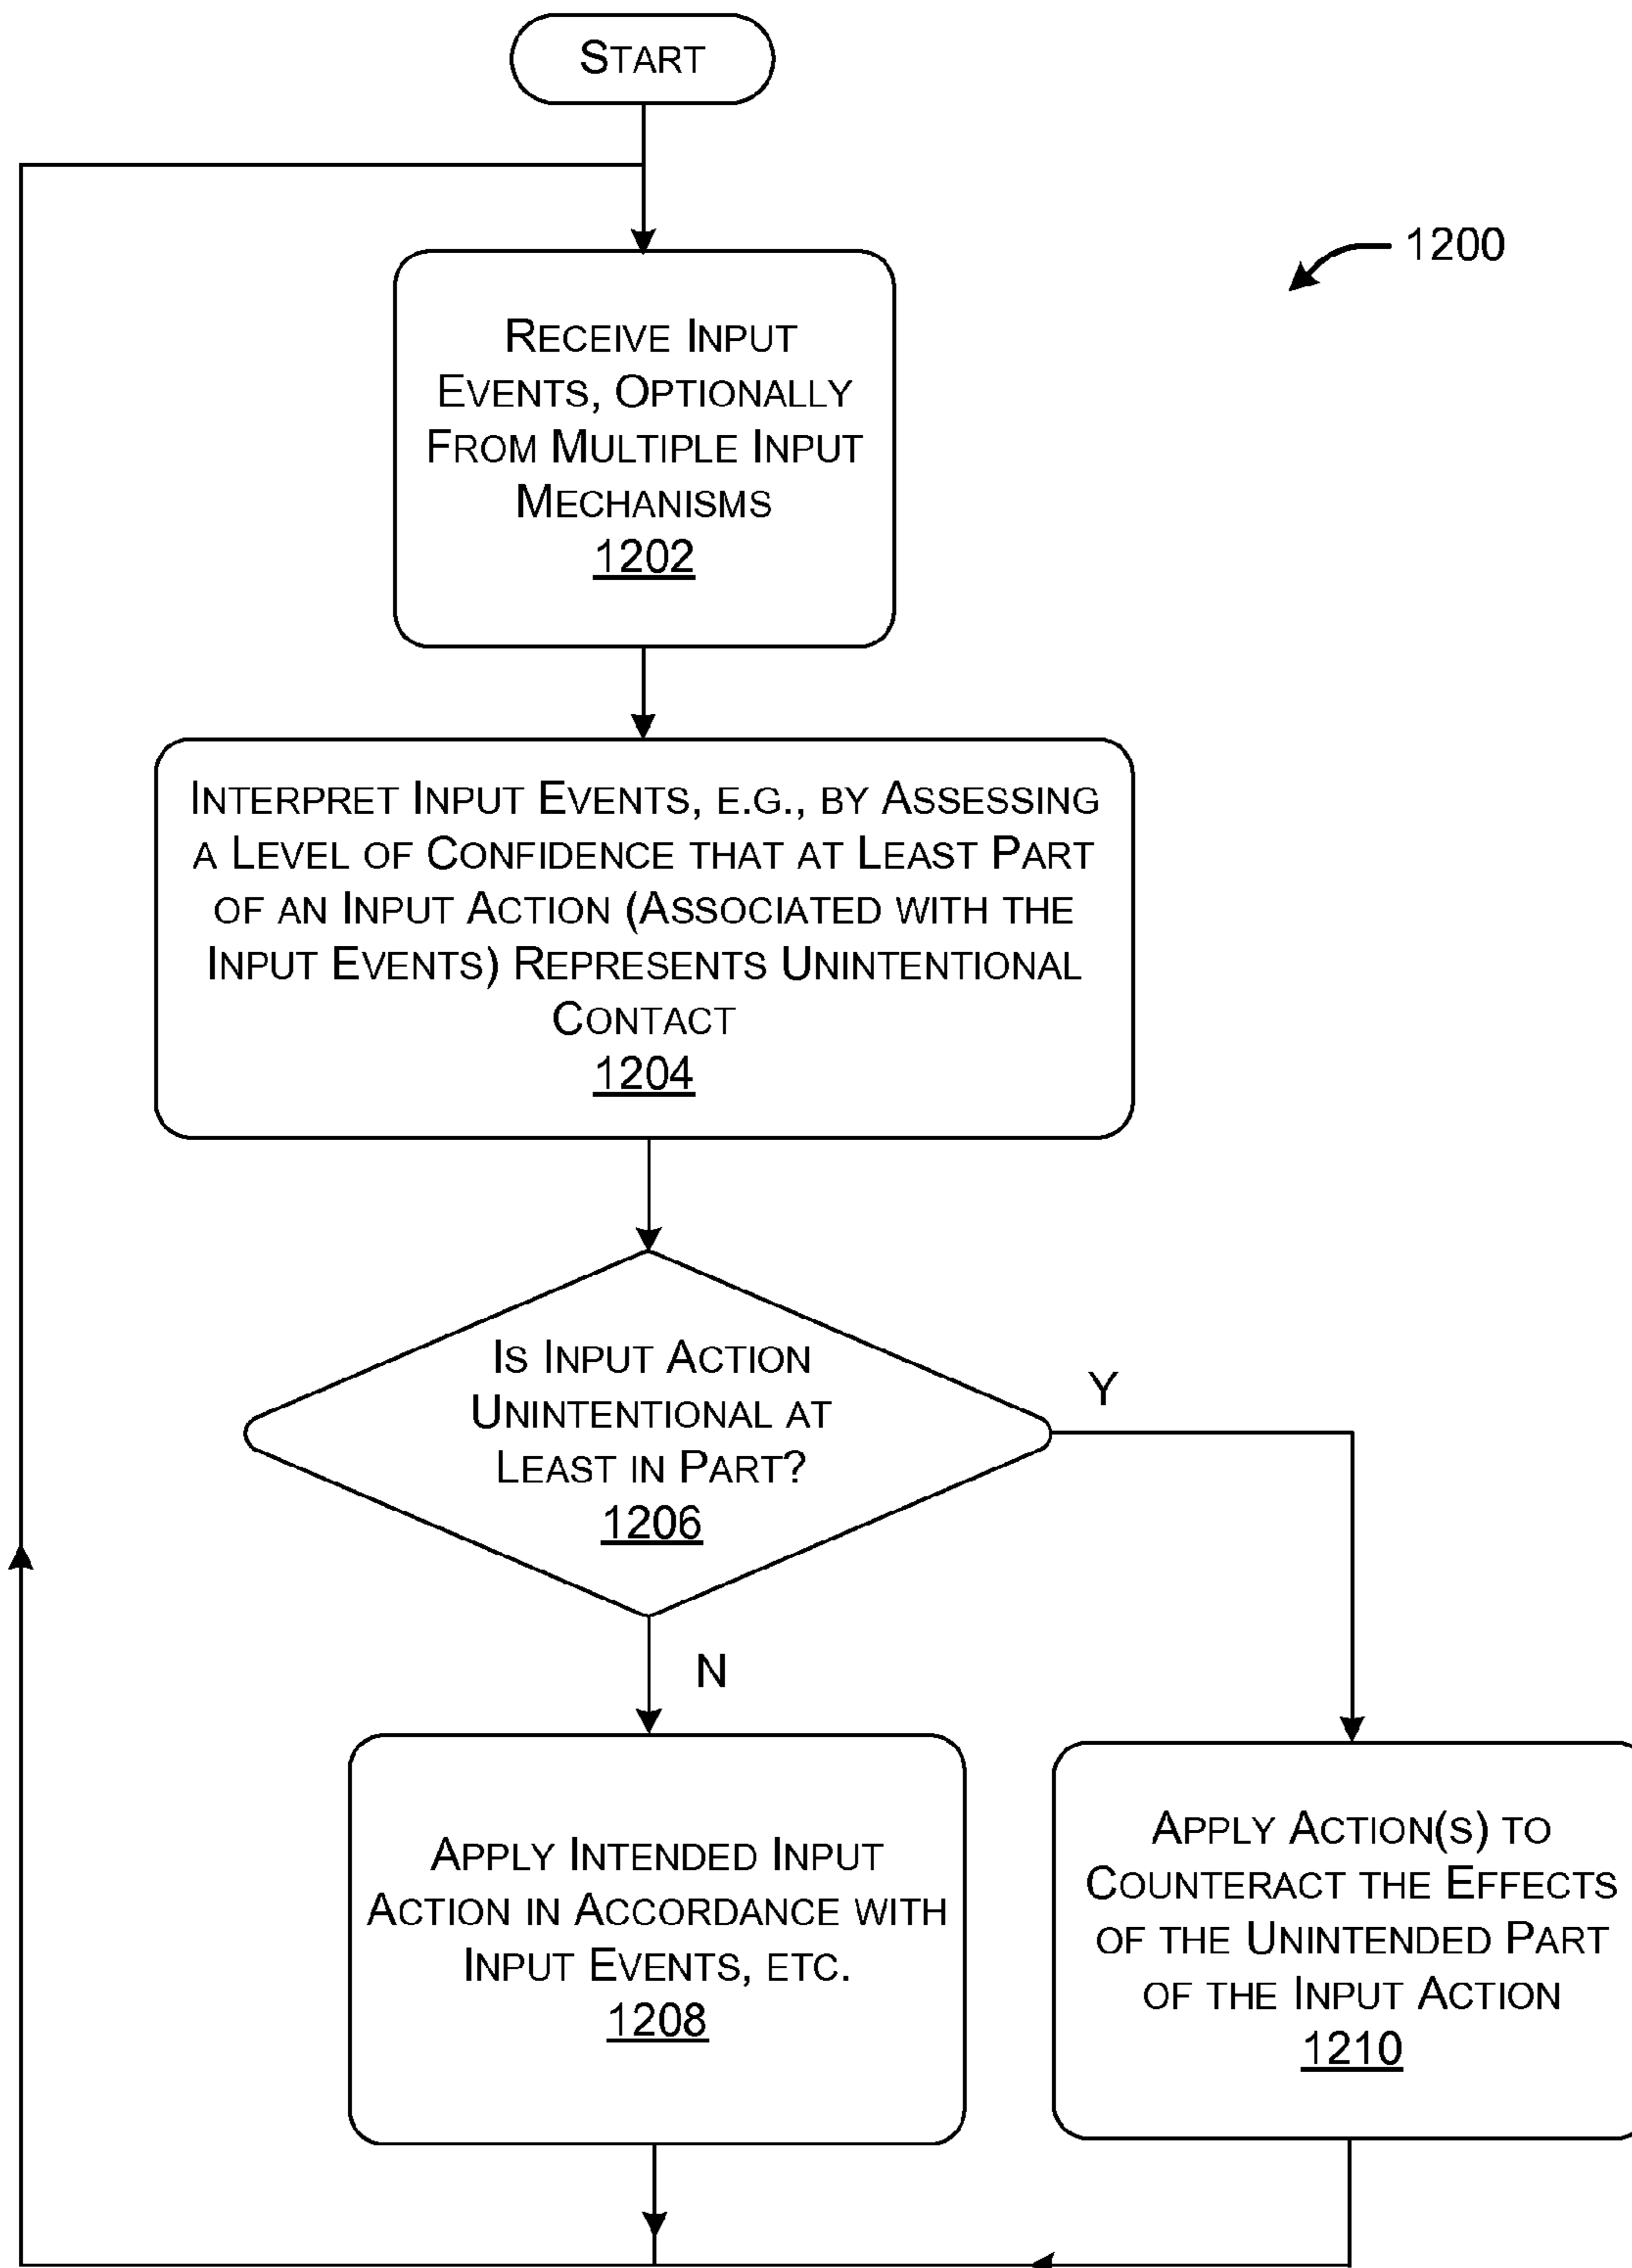 START
1200
RECEIVE INPUT
EVENTS, OPTIONALLY
FROM MULTIPLE INPUT
MECHANISMS
1202
INTERPRET INPUT EVENTS, E.G., BY ASSESSING
A LEVEL OF CONFIDENCE THAT AT LEAST PART
OF AN INPUT ACTION (ASSOCIATED WITH THE
INPUT EVENTS) REPRESENTS UNINTENTIONAL
CONTACT
1204
IS INPUT ACTION
UNINTENTIONAL AT
LEAST IN PART?
1206
Y
N
APPLY INTENDED INPUT
ACTION IN ACCORDANCE WITH
INPUT EVENTS, ETC.
1208
APPLY ACTION(S) TO
COUNTERACT THE EFFECTS
OF THE UNINTENDED PART
OF THE INPUT ACTION
1210